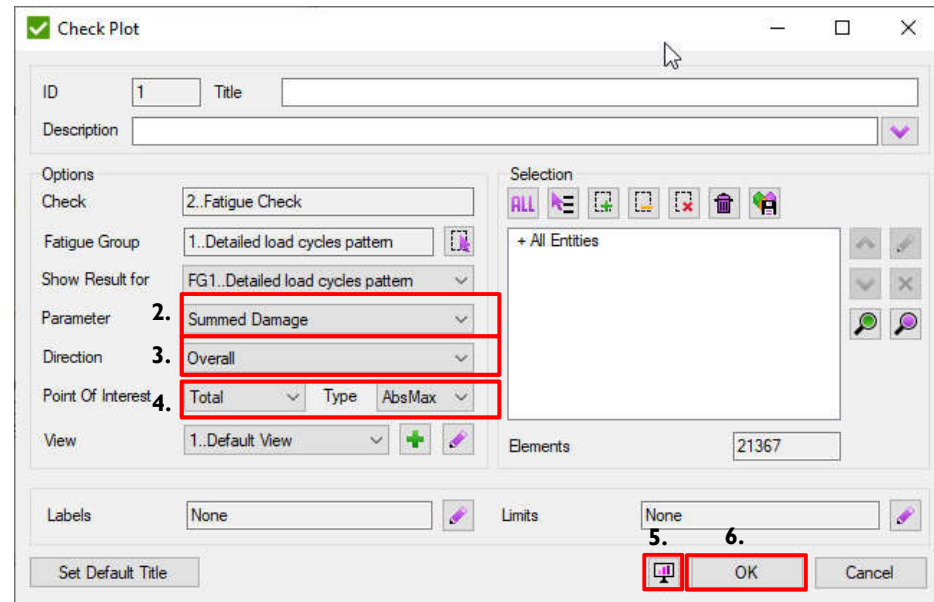 Check Plot
ID 1 Title
Description
Options
Check 2..Fatigue Check
Fatigue Group 1..Detailed load cycles pattern
Show Result for FG1..Detailed load cycles pattern
Parameter 2. Summed Damage
Direction 3. Overall
Point Of Interest 4. Total Type AbsMax
View 1..Default View
Selection
ALL
+ All Entities
Elements 21367
Labels None Limits None
5. 6.
Set Default Title OK Cancel